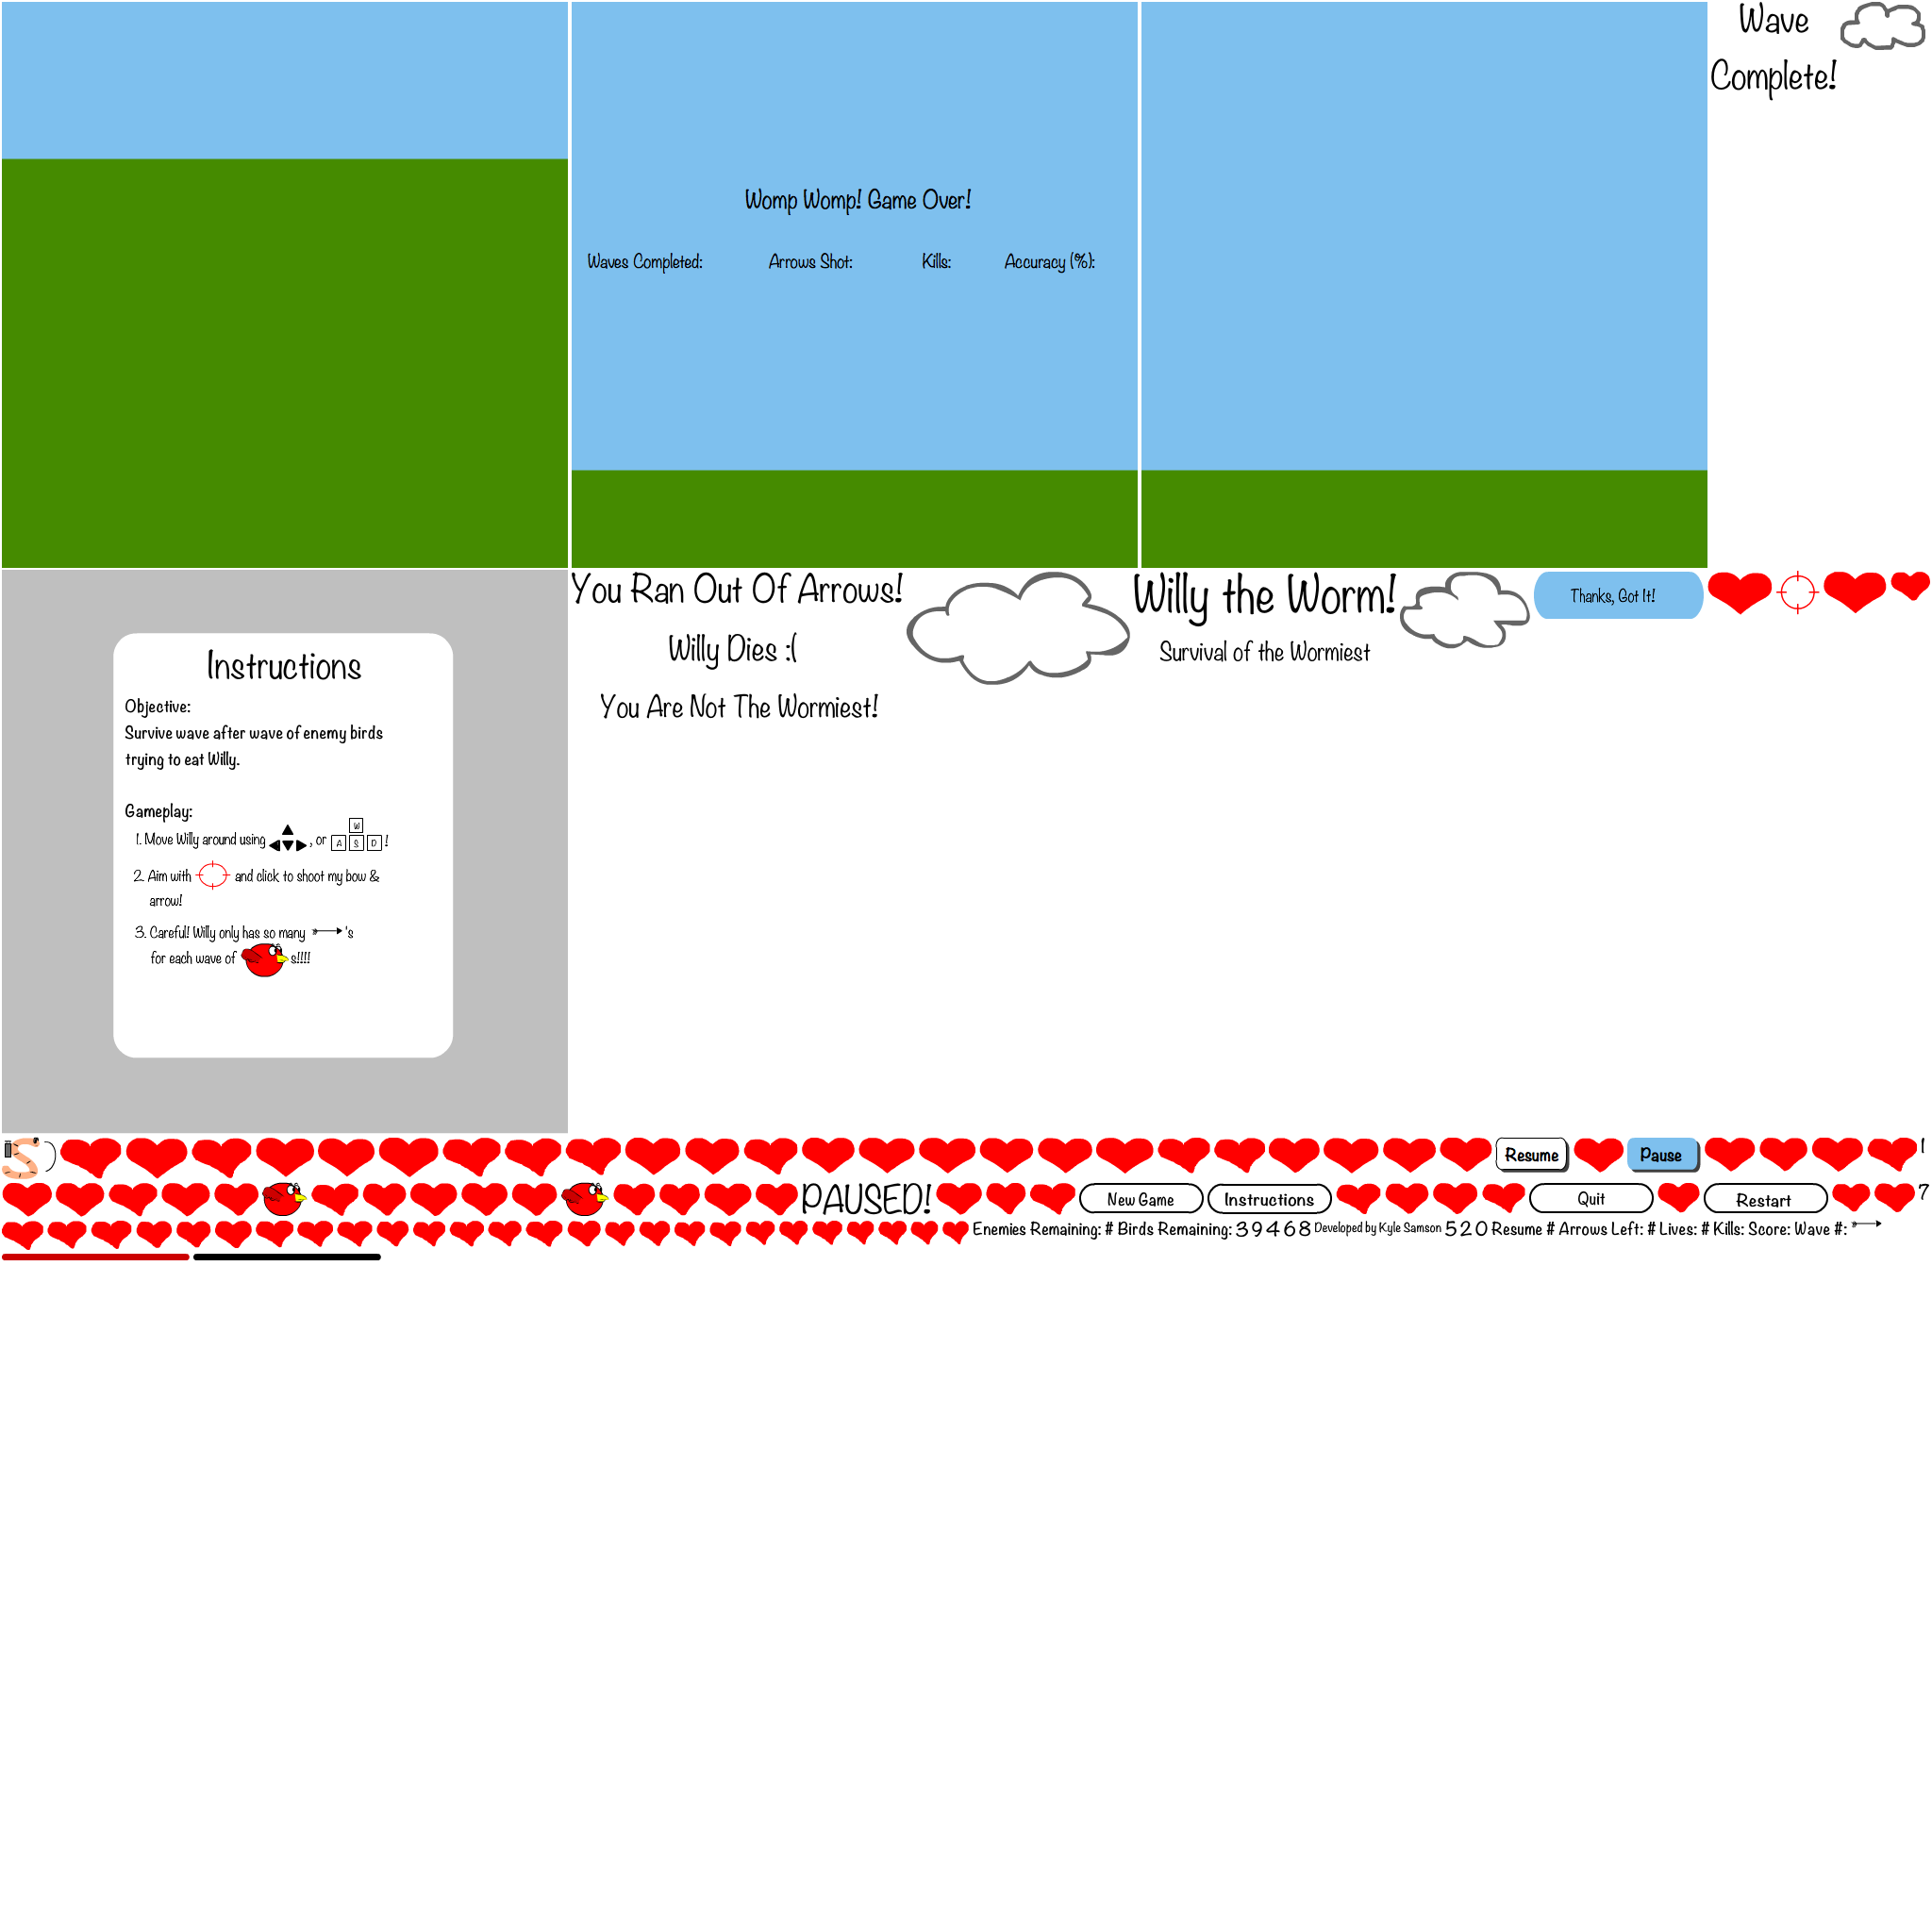 Wave
Complete!
Womp Womp! Game Over!
Waves Completed: Arrows Shot: Kills: Accuracy (%):
You Ran Out Of Arrows!
Willy Dies :(
You Are Not The Wormiest!
Willy the Worm!
Survival of the Wormiest
Thanks, Got It!
Instructions
Objective:
Survive wave after wave of enemy birds
trying to eat Willy.
Gameplay:
1. Move Willy around using , or W A S D !
2. Aim with and click to shoot my bow &
arrow!
3. Careful! Willy only has so many 's
for each wave of s!!!!
Resume Pause 1
PAUSED! New Game Instructions Quit Restart 7
Enemies Remaining: # Birds Remaining: 3 9 4 6 8 Developed by Kyle Samson 5 2 0 Resume # Arrows Left: # Lives: # Kills: Score: Wave #: